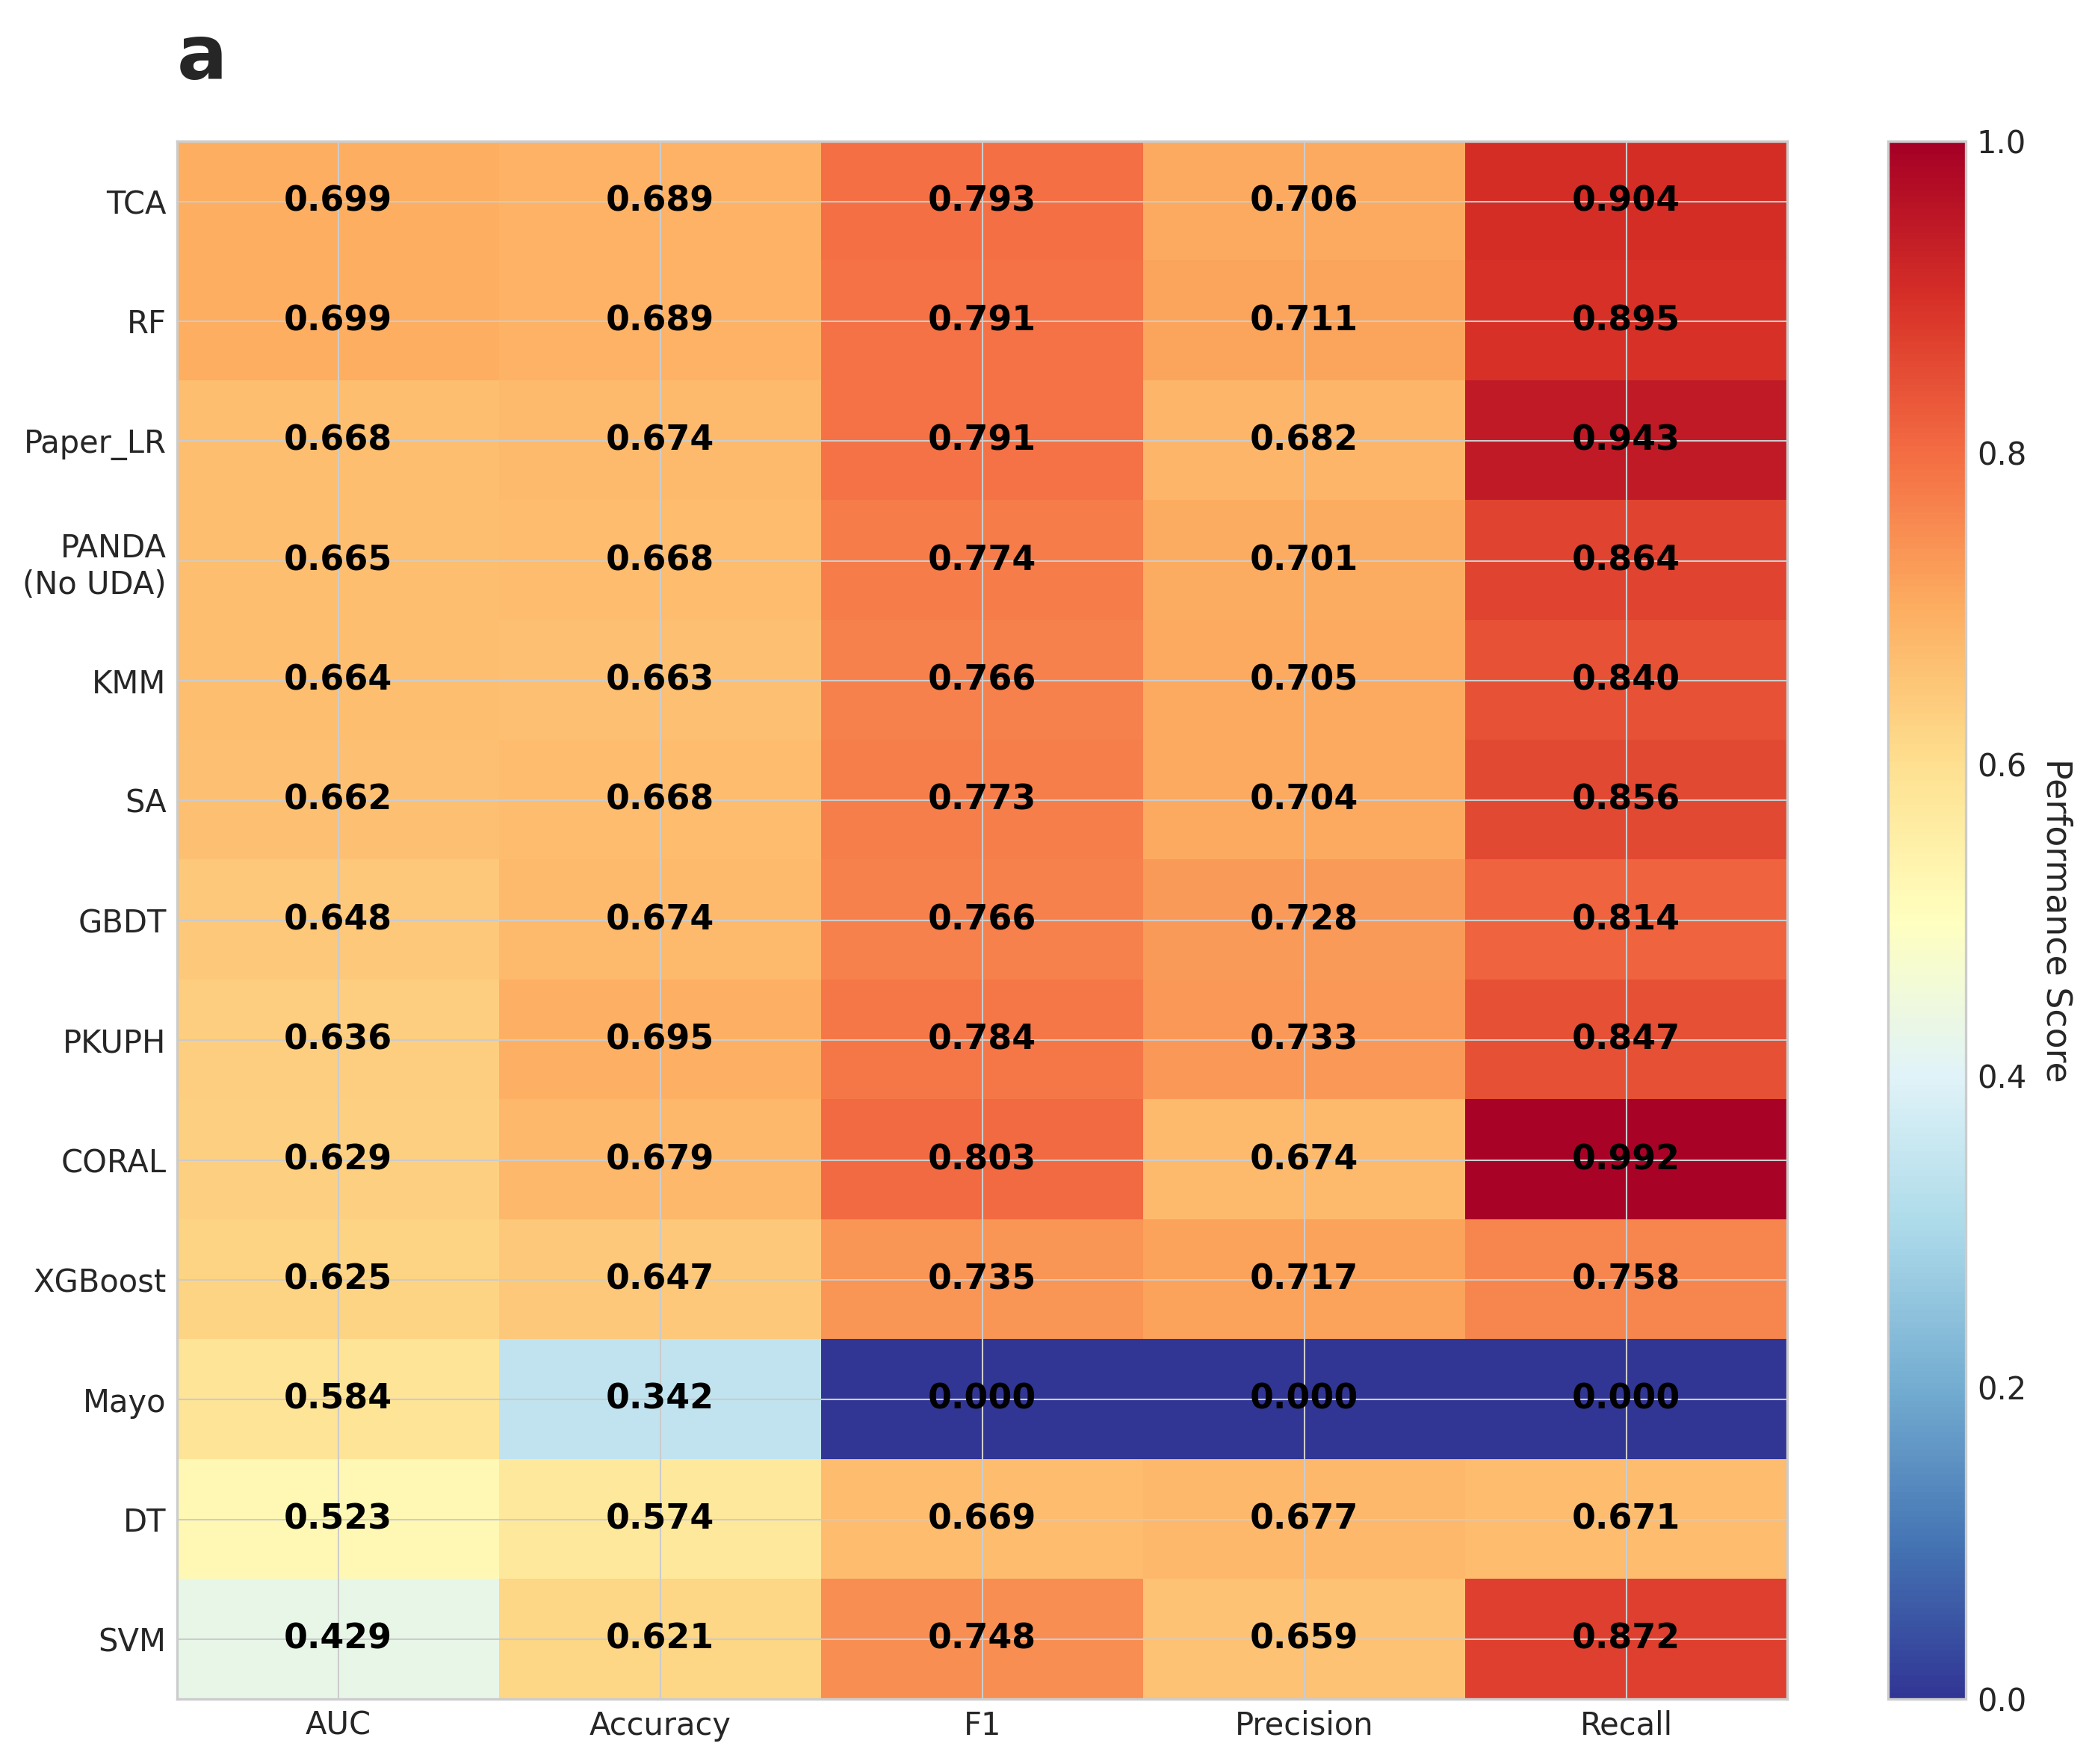 a
TCA 0.699 0.689 0.793 0.706 0.904
RF 0.699 0.689 0.791 0.711 0.895
Paper_LR 0.668 0.674 0.791 0.682 0.943
PANDA
(No UDA) 0.665 0.668 0.774 0.701 0.864
KMM 0.664 0.663 0.766 0.705 0.840
SA 0.662 0.668 0.773 0.704 0.856
GBDT 0.648 0.674 0.766 0.728 0.814
PKUPH 0.636 0.695 0.784 0.733 0.847
CORAL 0.629 0.679 0.803 0.674 0.992
XGBoost 0.625 0.647 0.735 0.717 0.758
Mayo 0.584 0.342 0.000 0.000 0.000
DT 0.523 0.574 0.669 0.677 0.671
SVM 0.429 0.621 0.748 0.659 0.872
AUC Accuracy F1 Precision Recall
1.0
0.8
0.6
0.4
0.2
0.0
Performance Score